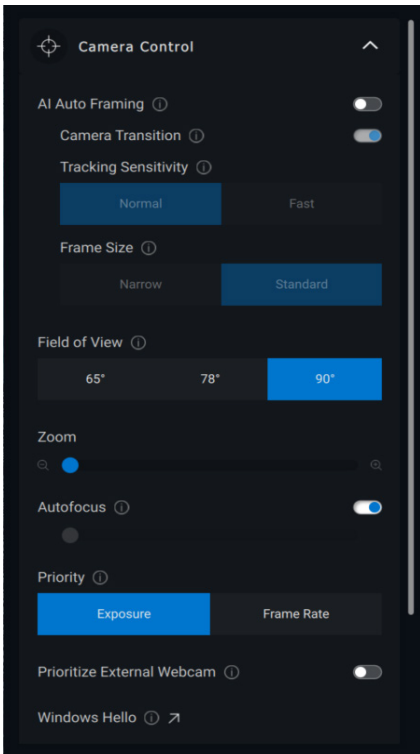 Camera Control
AI Auto Framing
Camera Transition
Tracking Sensitivity
Normal Fast
Frame Size
Narrow Standard
Field of View
65° 78° 90°
Zoom
Autofocus
Priority
Exposure Frame Rate
Prioritize External Webcam
Windows Hello